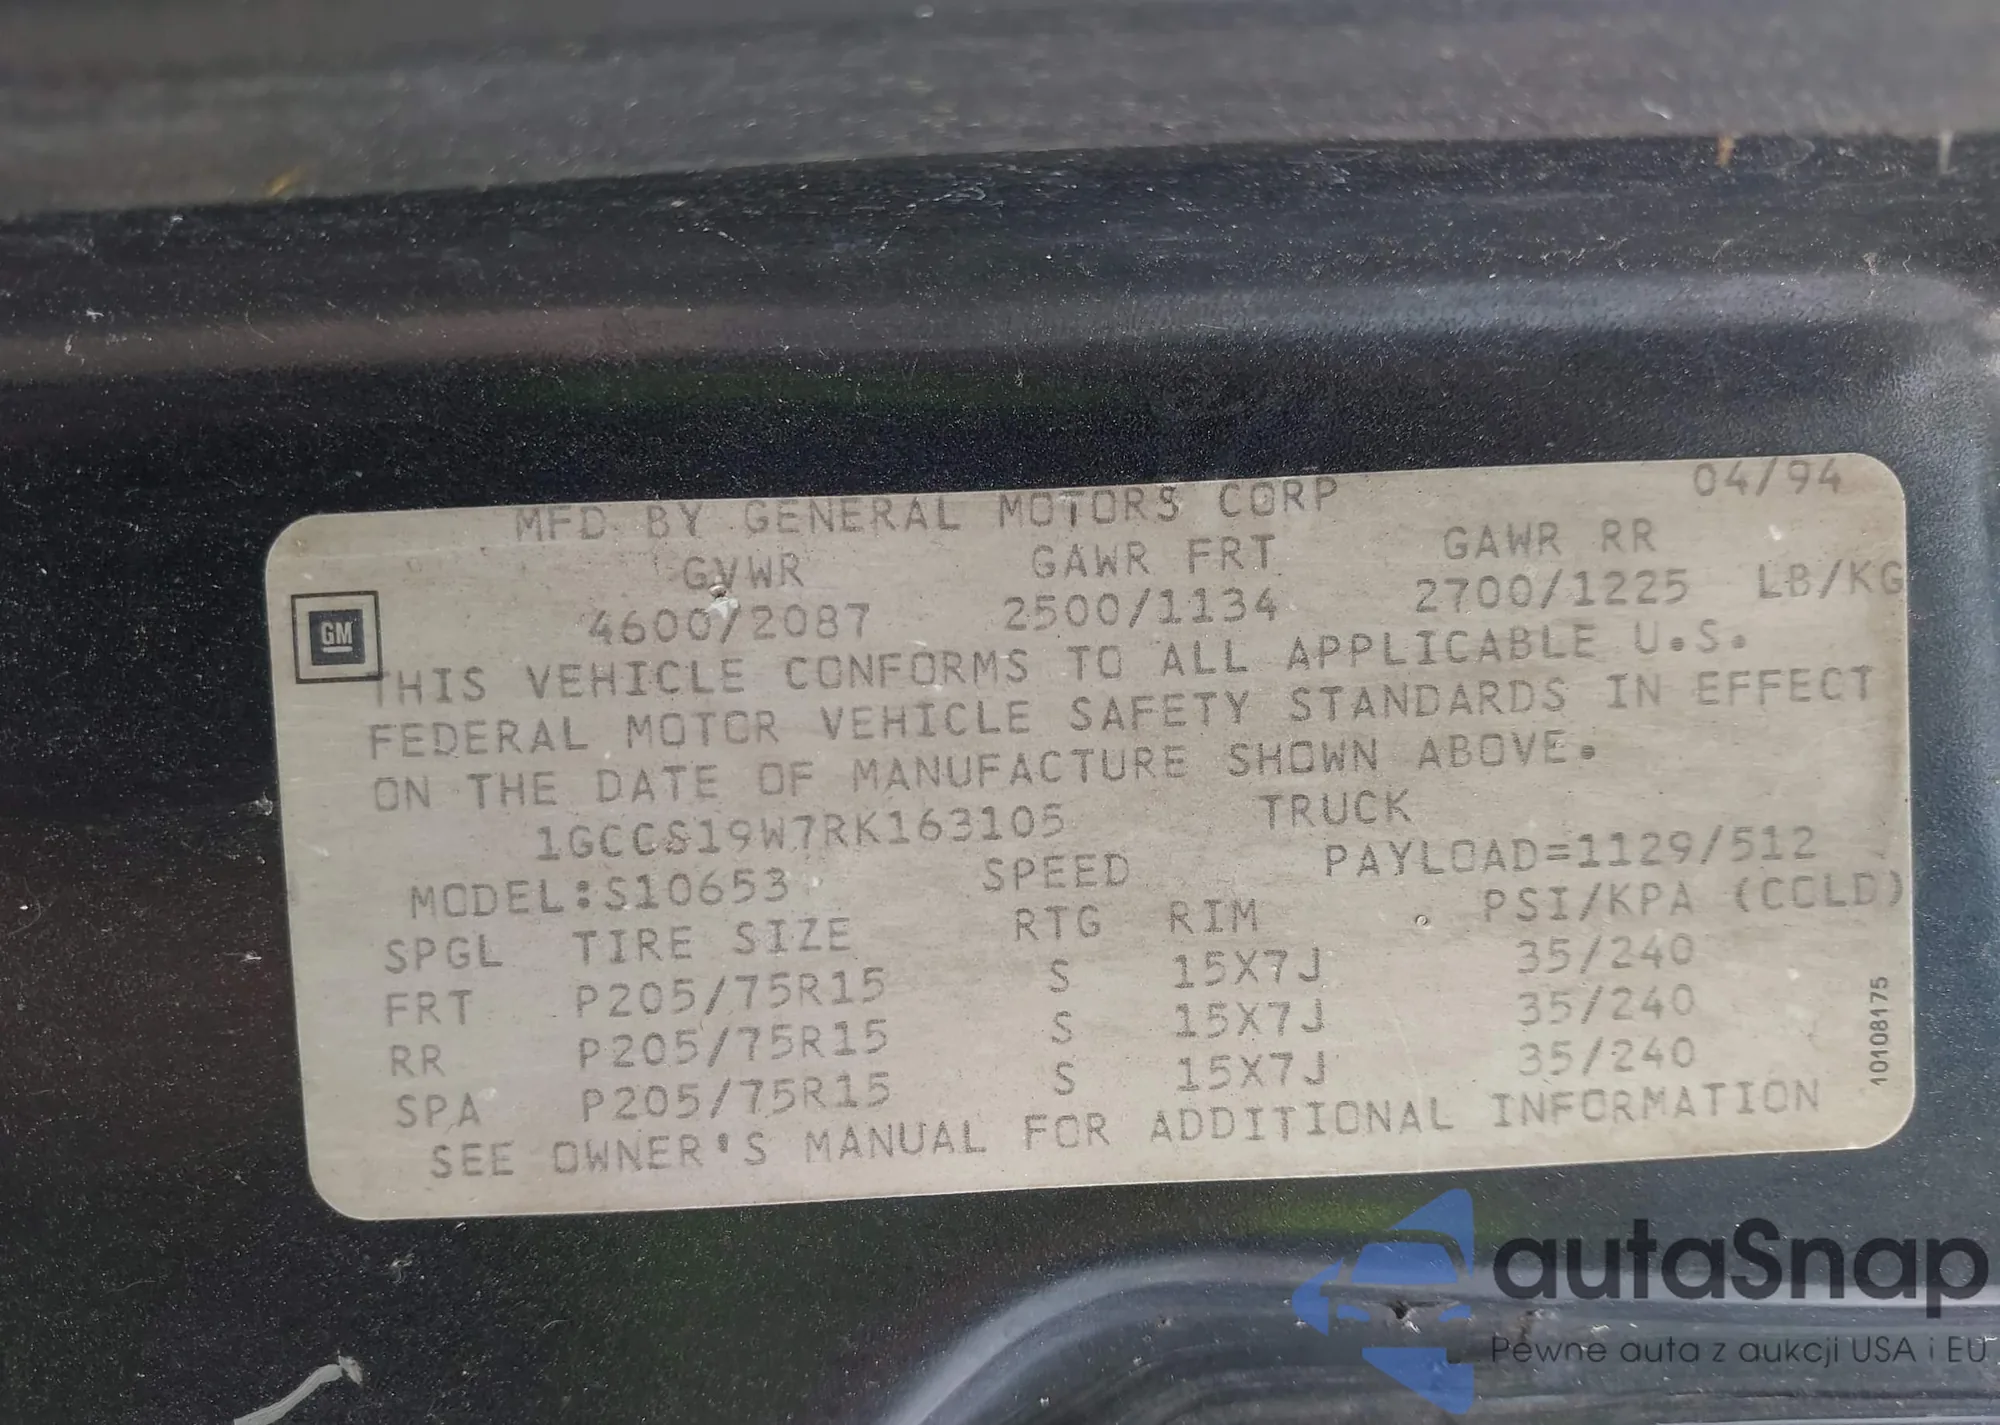 MFD BY GENERAL MOTORS CORP 04/94
GVWR GAWR FRT GAWR RR
4600/2087 2500/1134 2700/1225 LB/KG
GM
THIS VEHICLE CONFORMS TO ALL APPLICABLE U.S.
FEDERAL MOTOR VEHICLE SAFETY STANDARDS IN EFFECT
ON THE DATE OF MANUFACTURE SHOWN ABOVE.
1GCCS19W7RK163105 TRUCK
MODEL:S10653 SPEED PAYLOAD=1129/512
SPGL TIRE SIZE RTG RIM PSI/KPA (COLD)
FRT P205/75R15 S 15X7J 35/240
RR P205/75R15 S 15X7J 35/240
SPA P205/75R15 S 15X7J 35/240
SEE OWNER'S MANUAL FOR ADDITIONAL INFORMATION
10108175
autaSnap
Pewne auta z aukcji USA i EU